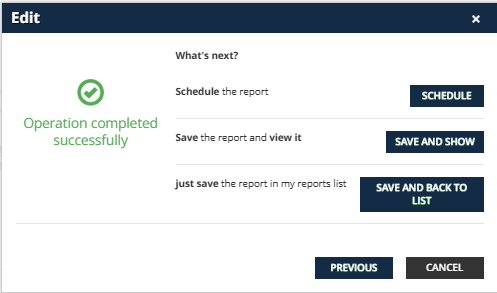 Edit
×
What's next?
Schedule the report
SCHEDULE
Operation completed
successfully
Save the report and view it
SAVE AND SHOW
just save the report in my reports list
SAVE AND BACK TO
LIST
PREVIOUS
CANCEL